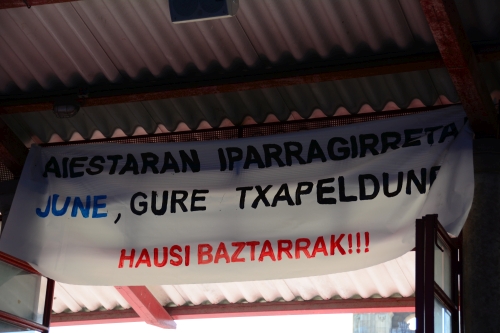 AIESTARAN IPARRAGIRRETA
JUNE, GURE TXAPELDUNE
HAUSI BAZTARRAK!!!